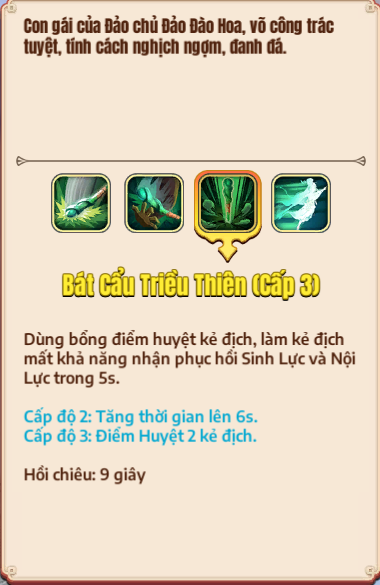 Con gái của Đảo chủ Đảo Đào Hoa, võ công trác
tuyệt, tính cách nghịch ngợm, đanh đá.
Bát Cẩu Triều Thiên (Cấp 3)
Dùng bổng điểm huyệt kẻ địch, làm kẻ địch
mất khả năng nhận phục hồi Sinh Lực và Nội
Lực trong 5s.
Cấp độ 2: Tăng thời gian lên 6s.
Cấp độ 3: Điểm Huyệt 2 kẻ địch.
Hồi chiêu: 9 giây